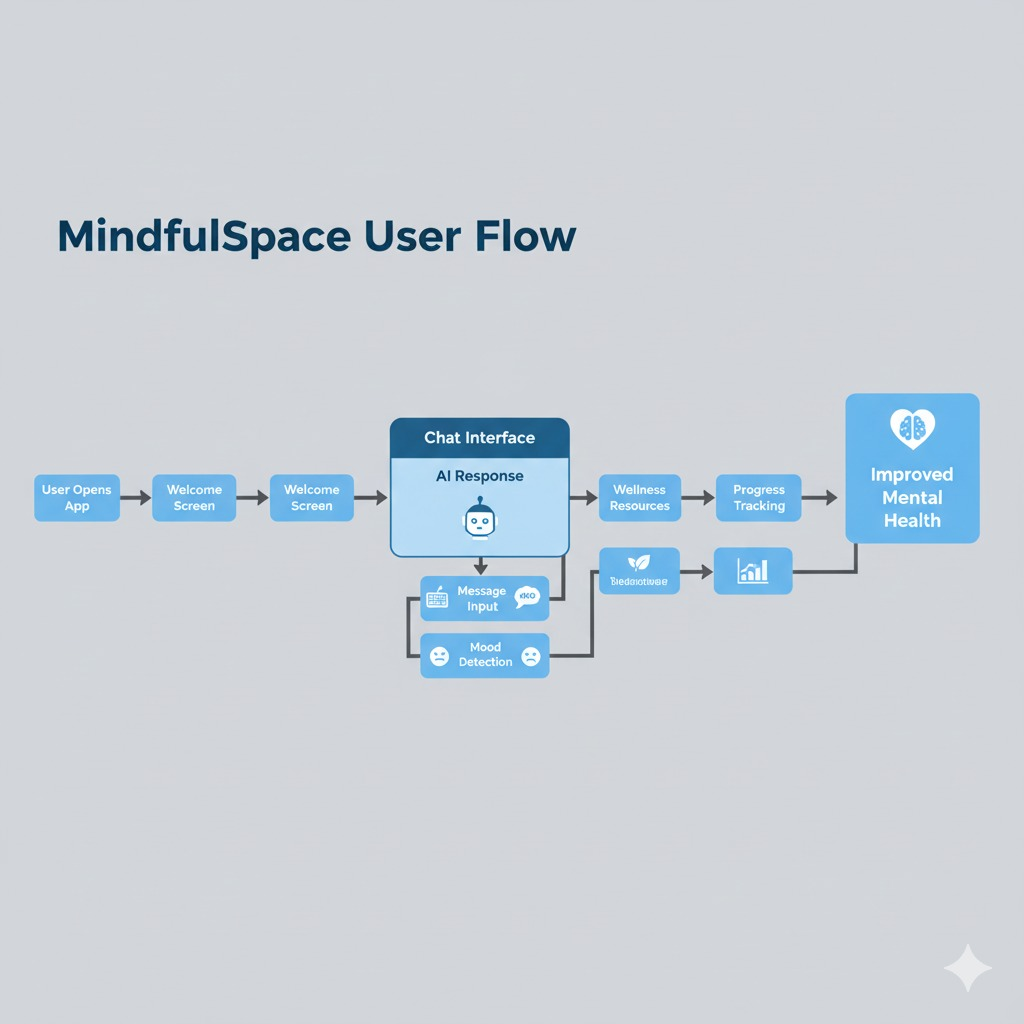 MindfulSpace User Flow
User Opens
App
Welcome
Screen
Welcome
Screen
Chat Interface
AI Response
Message
Input
Mood
Detection
Wellness
Resources
Progress
Tracking
Improved
Mental
Health